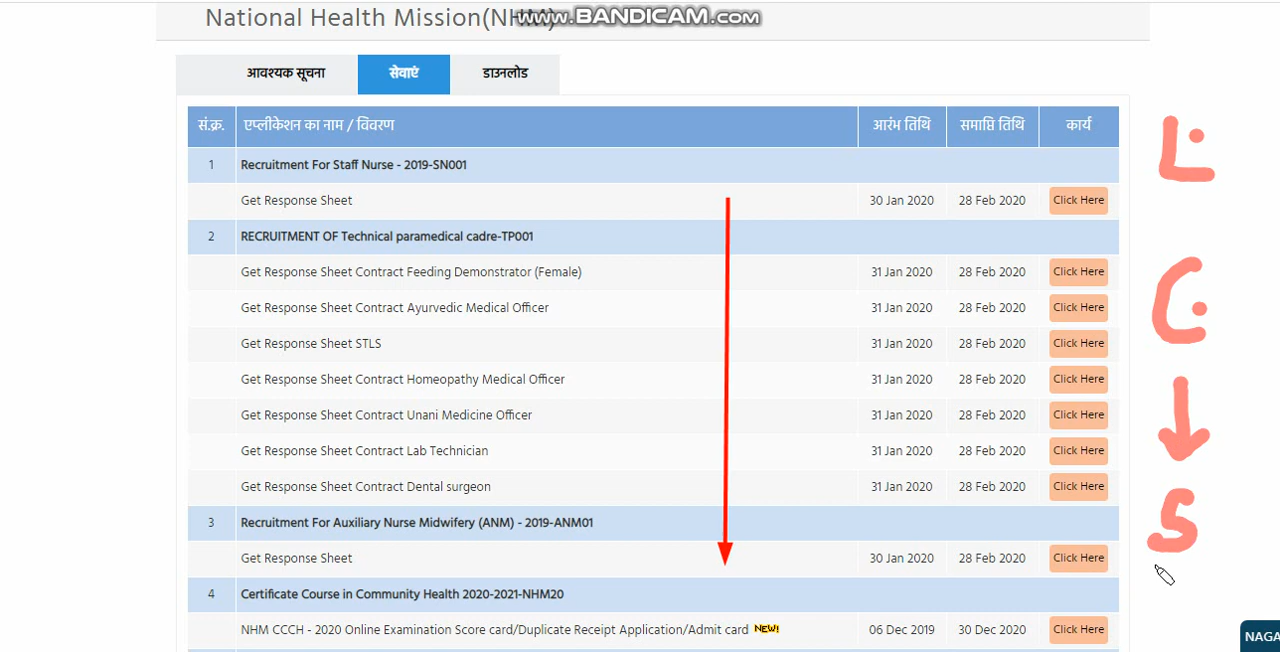 National Health Mission(NHM)
www.BANDICAM.com
आवश्यक सूचना सेवाएं डाउनलोड
सं.क्र. एप्लीकेशन का नाम / विवरण आरंभ तिथि समाप्ति तिथि कार्य
1 Recruitment For Staff Nurse - 2019-SN001
Get Response Sheet 30 Jan 2020 28 Feb 2020 Click Here
2 RECRUITMENT OF Technical paramedical cadre-TP001
Get Response Sheet Contract Feeding Demonstrator (Female) 31 Jan 2020 28 Feb 2020 Click Here
Get Response Sheet Contract Ayurvedic Medical Officer 31 Jan 2020 28 Feb 2020 Click Here
Get Response Sheet STLS 31 Jan 2020 28 Feb 2020 Click Here
Get Response Sheet Contract Homeopathy Medical Officer 31 Jan 2020 28 Feb 2020 Click Here
Get Response Sheet Contract Unani Medicine Officer 31 Jan 2020 28 Feb 2020 Click Here
Get Response Sheet Contract Lab Technician 31 Jan 2020 28 Feb 2020 Click Here
Get Response Sheet Contract Dental surgeon 31 Jan 2020 28 Feb 2020 Click Here
3 Recruitment For Auxiliary Nurse Midwifery (ANM) - 2019-ANM01
Get Response Sheet 30 Jan 2020 28 Feb 2020 Click Here
4 Certificate Course in Community Health 2020-2021-NHM20
NHM CCCH - 2020 Online Examination Score card/Duplicate Receipt Application/Admit card NEW! 06 Dec 2019 30 Dec 2020 Click Here
L.
C.
S
NAGA